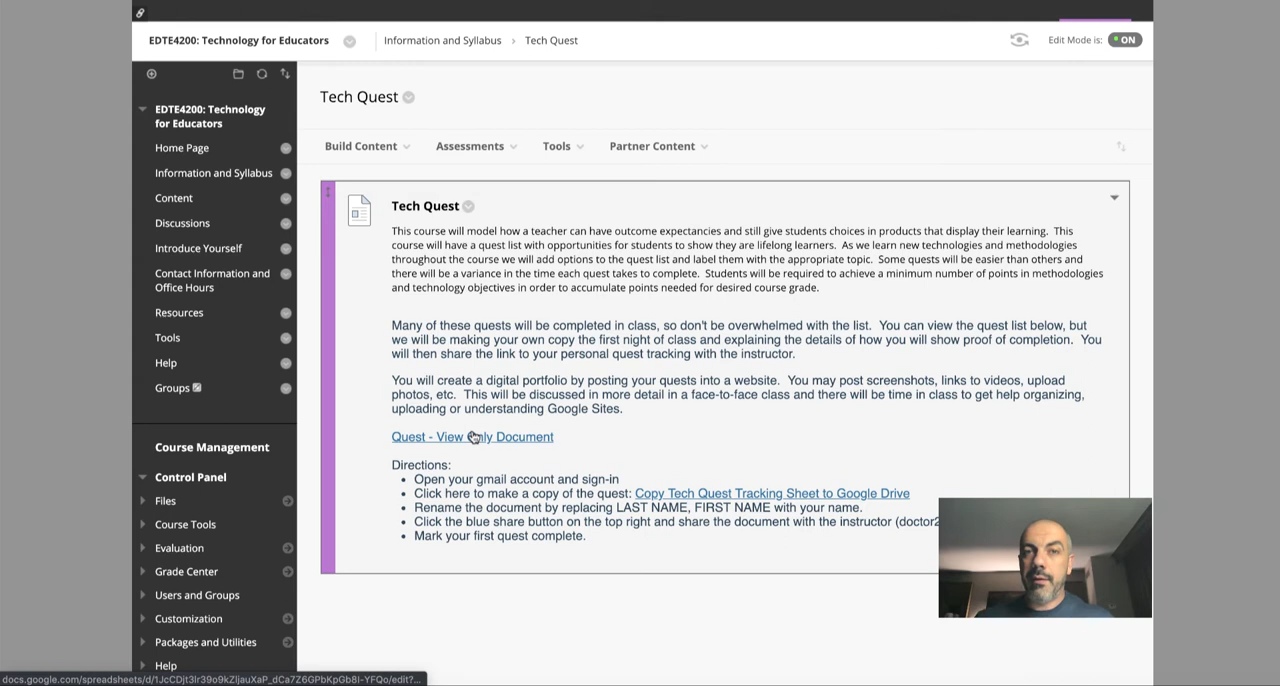 EDTE4200: Technology for Educators
Information and Syllabus > Tech Quest
Edit Mode is: ON
EDTE4200: Technology
for Educators
Home Page
Information and Syllabus
Content
Discussions
Introduce Yourself
Contact Information and
Office Hours
Resources
Tools
Help
Groups
Course Management
Control Panel
Files
Course Tools
Evaluation
Grade Center
Users and Groups
Customization
Packages and Utilities
Help
Tech Quest
Build Content
Assessments
Tools
Partner Content
Tech Quest
This course will model how a teacher can have outcome expectancies and still give students choices in products that display their learning. This
course will have a quest list with opportunities for students to show they are lifelong learners. As we learn new technologies and methodologies
throughout the course we will add options to the quest list and label them with the appropriate topic. Some quests will be easier than others and
there will be a variance in the time each quest takes to complete. Students will be required to achieve a minimum number of points in methodologies
and technology objectives in order to accumulate points needed for desired course grade.
Many of these quests will be completed in class, so don't be overwhelmed with the list. You can view the quest list below, but
we will be making your own copy the first night of class and explaining the details of how you will show proof of completion. You
will then share the link to your personal quest tracking with the instructor.
You will create a digital portfolio by posting your quests into a website. You may post screenshots, links to videos, upload
photos, etc. This will be discussed in more detail in a face-to-face class and there will be time in class to get help organizing,
uploading or understanding Google Sites.
Quest - View Only Document
Directions:
• Open your gmail account and sign-in
• Click here to make a copy of the quest: Copy Tech Quest Tracking Sheet to Google Drive
• Rename the document by replacing LAST NAME, FIRST NAME with your name.
• Click the blue share button on the top right and share the document with the instructor (doctor2
• Mark your first quest complete.